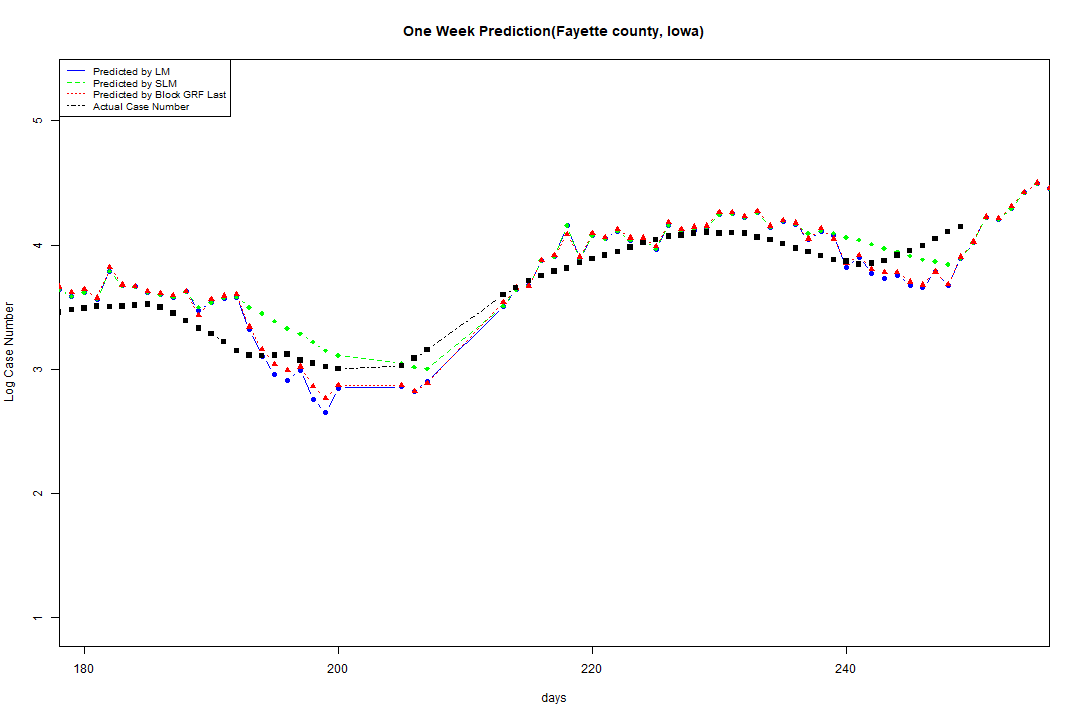 One Week Prediction(Fayette county, Iowa)
Predicted by LM
Predicted by SLM
Predicted by Block GRF Last
Actual Case Number
5
4
3
2
1
Log Case Number
180
200
220
240
days